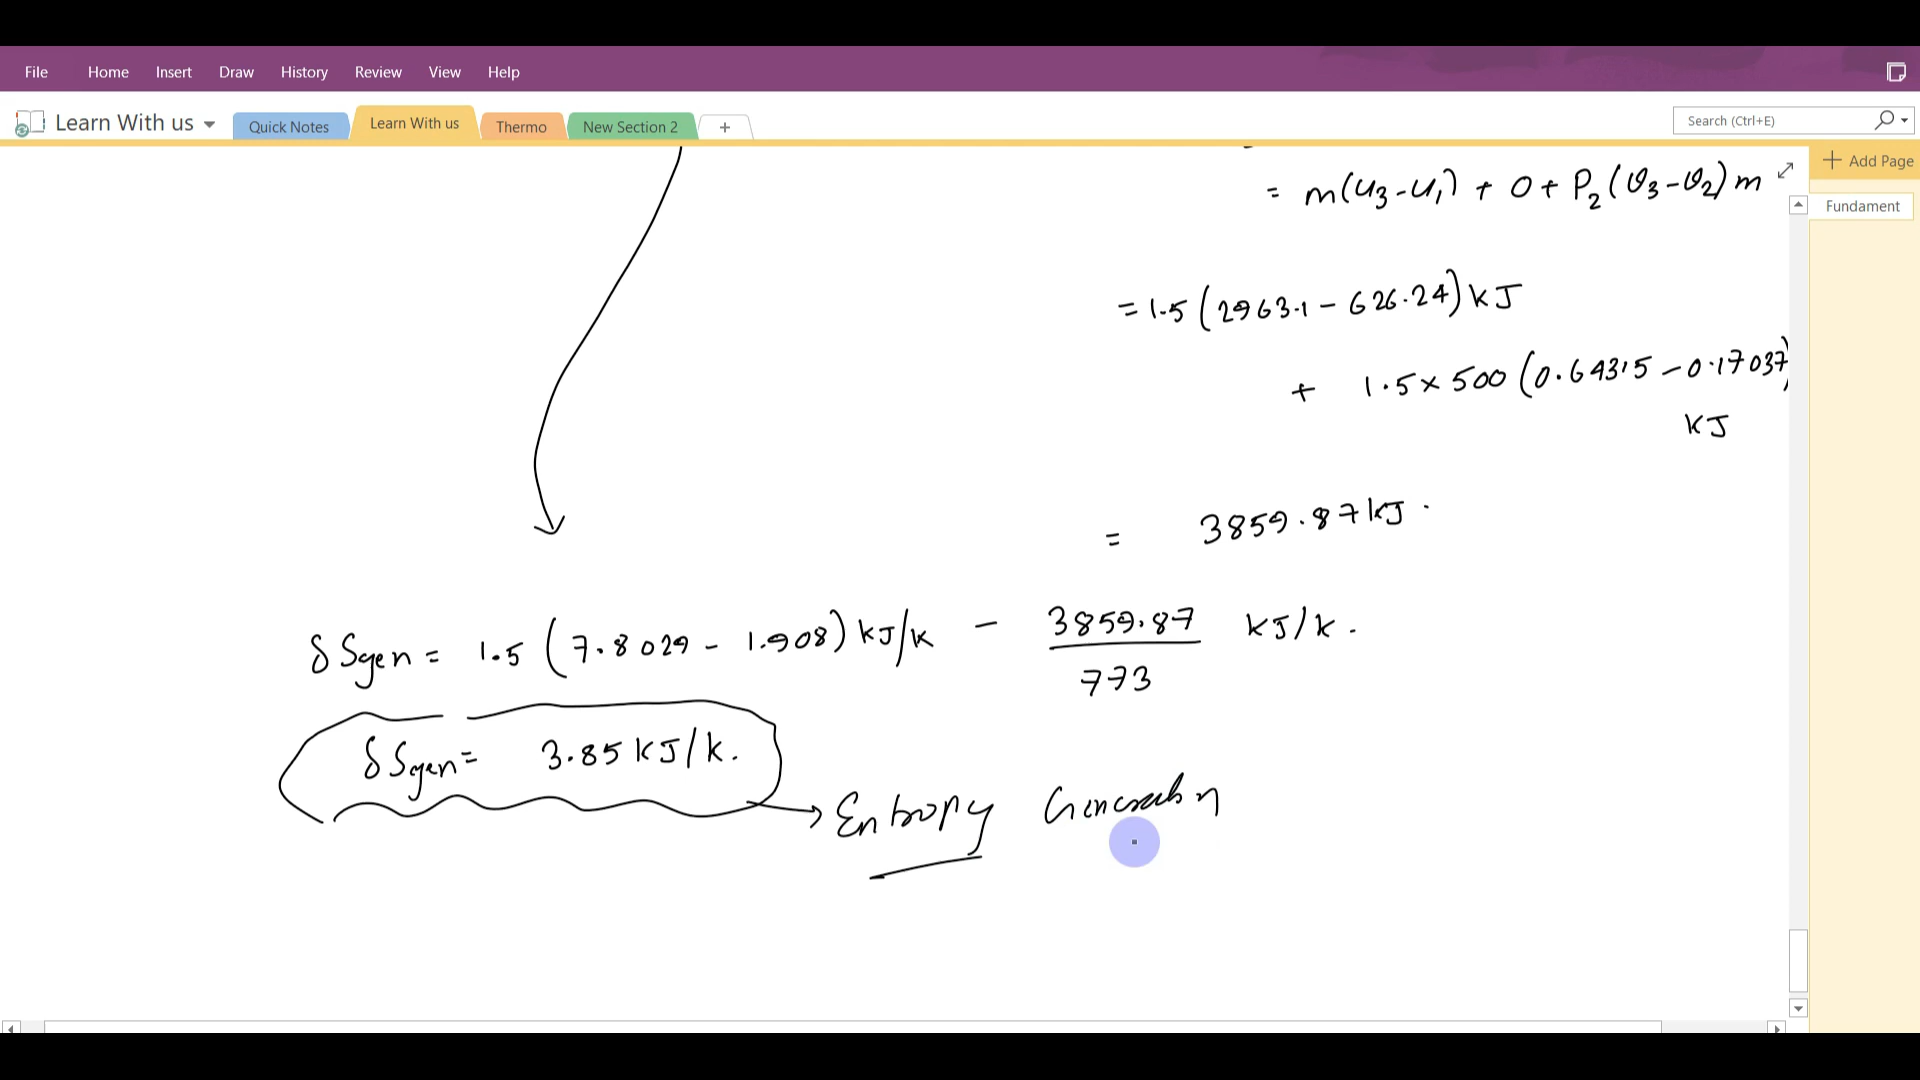 File Home Insert Draw History Review View Help
Learn With us Quick Notes Learn With us Thermo New Section 2 + Search (Ctrl+E)
Add Page
Fundament
= m(u₃-u₁) + 0 + P₂(v₃-v₂)m
= 1.5 (2963.1 - 626.24) kJ
+ 1.5 × 500 (0.64315 - 0.17037)
kJ
= 3859.87 kJ.
δSgen = 1.5 (7.8029 - 1.908) kJ/k - 3859.87/773 kJ/k.
δSgen = 3.85 kJ/k.
Entropy Generation